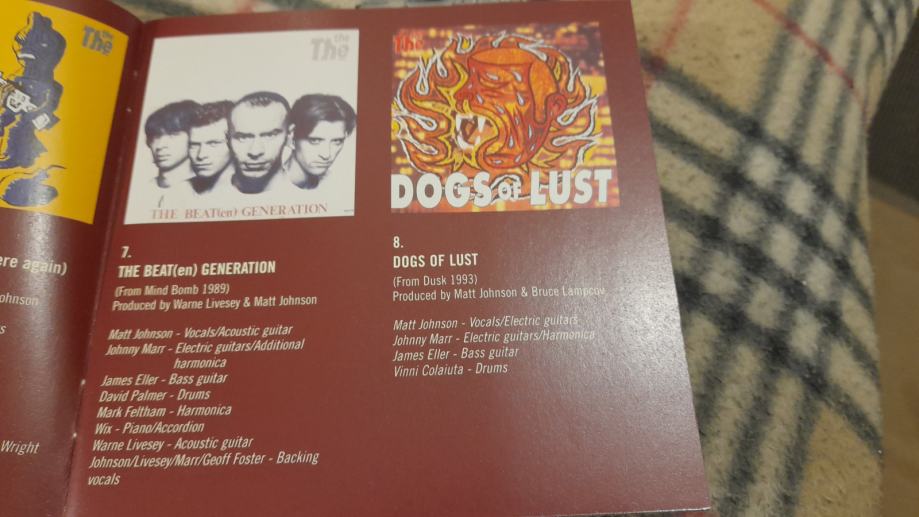 The
ere again)
ohnson
s
Wright
The
THE BEAT(en) GENERATION
7.
THE BEAT(en) GENERATION
(From Mind Bomb 1989)
Produced by Warne Livesey & Matt Johnson
Matt Johnson - Vocals/Acoustic guitar
Johnny Marr - Electric guitars/Additional
harmonica
James Eller - Bass guitar
David Palmer - Drums
Mark Feltham - Harmonica
Wix - Piano/Accordion
Warne Livesey - Acoustic guitar
Johnson/Livesey/Marr/Geoff Foster - Backing
vocals
The
DOGS OF LUST
8.
DOGS OF LUST
(From Dusk 1993)
Produced by Matt Johnson & Bruce Lampcov
Matt Johnson - Vocals/Electric guitars
Johnny Marr - Electric guitars/Harmonica
James Eller - Bass guitar
Vinni Colaiuta - Drums